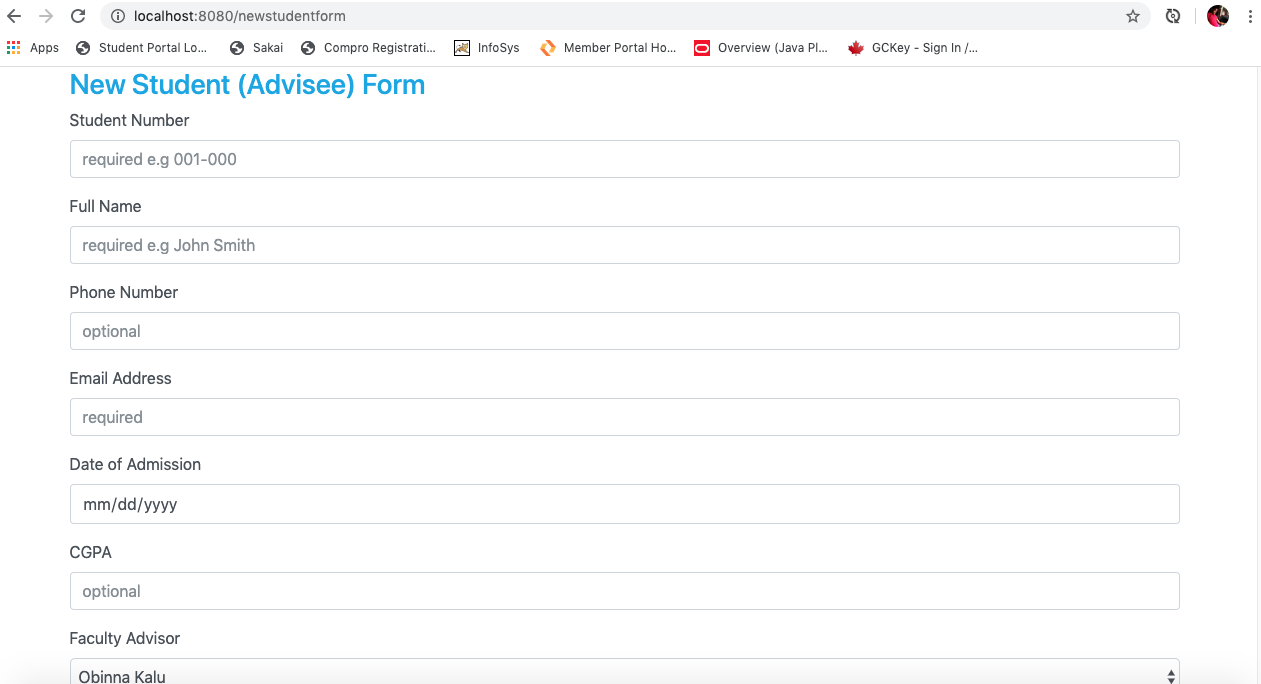 localhost:8080/newstudentform
Apps Student Portal Lo... Sakai Compro Registrati... InfoSys Member Portal Ho... Overview (Java Pl... GCKey - Sign In /...
New Student (Advisee) Form
Student Number
required e.g 001-000
Full Name
required e.g John Smith
Phone Number
optional
Email Address
required
Date of Admission
mm/dd/yyyy
CGPA
optional
Faculty Advisor
Obinna Kalu